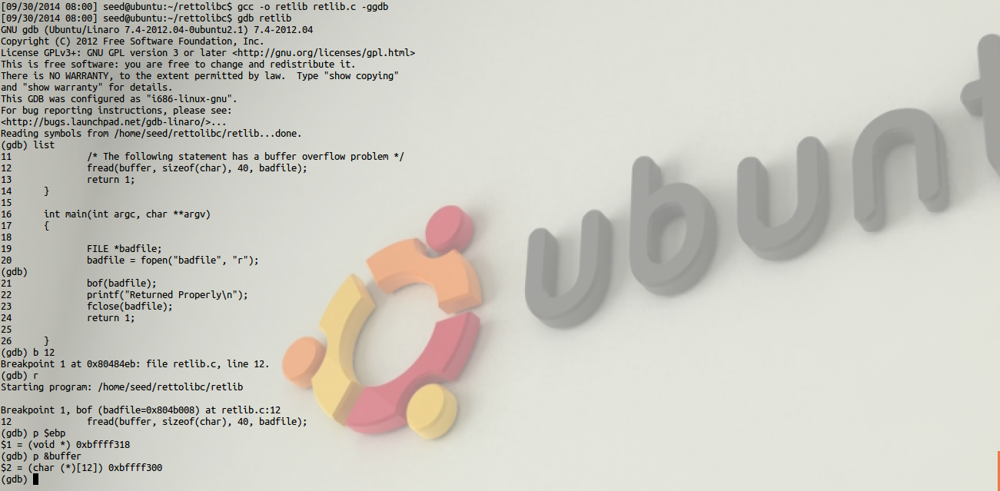 [09/30/2014 08:00] seed@ubuntu:~/rettolibc$ gcc -o retlib retlib.c -ggdb
[09/30/2014 08:00] seed@ubuntu:~/rettolibc$ gdb retlib
GNU gdb (Ubuntu/Linaro 7.4-2012.04-0ubuntu2.1) 7.4-2012.04
Copyright (C) 2012 Free Software Foundation, Inc.
License GPLv3+: GNU GPL version 3 or later <http://gnu.org/licenses/gpl.html>
This is free software: you are free to change and redistribute it.
There is NO WARRANTY, to the extent permitted by law.  Type "show copying"
and "show warranty" for details.
This GDB was configured as "i686-linux-gnu".
For bug reporting instructions, please see:
<http://bugs.launchpad.net/gdb-linaro/>...
Reading symbols from /home/seed/rettolibc/retlib...done.
(gdb) list
11              /* The following statement has a buffer overflow problem */
12              fread(buffer, sizeof(char), 40, badfile);
13              return 1;
14      }
15
16      int main(int argc, char **argv)
17      {
18
19              FILE *badfile;
20              badfile = fopen("badfile", "r");
(gdb)
21              bof(badfile);
22              printf("Returned Properly\n");
23              fclose(badfile);
24              return 1;
25
26      }
(gdb) b 12
Breakpoint 1 at 0x80484eb: file retlib.c, line 12.
(gdb) r
Starting program: /home/seed/rettolibc/retlib

Breakpoint 1, bof (badfile=0x804b008) at retlib.c:12
12              fread(buffer, sizeof(char), 40, badfile);
(gdb) p $ebp
$1 = (void *) 0xbffff318
(gdb) p &buffer
$2 = (char (*)[12]) 0xbffff300
(gdb)
ubunt